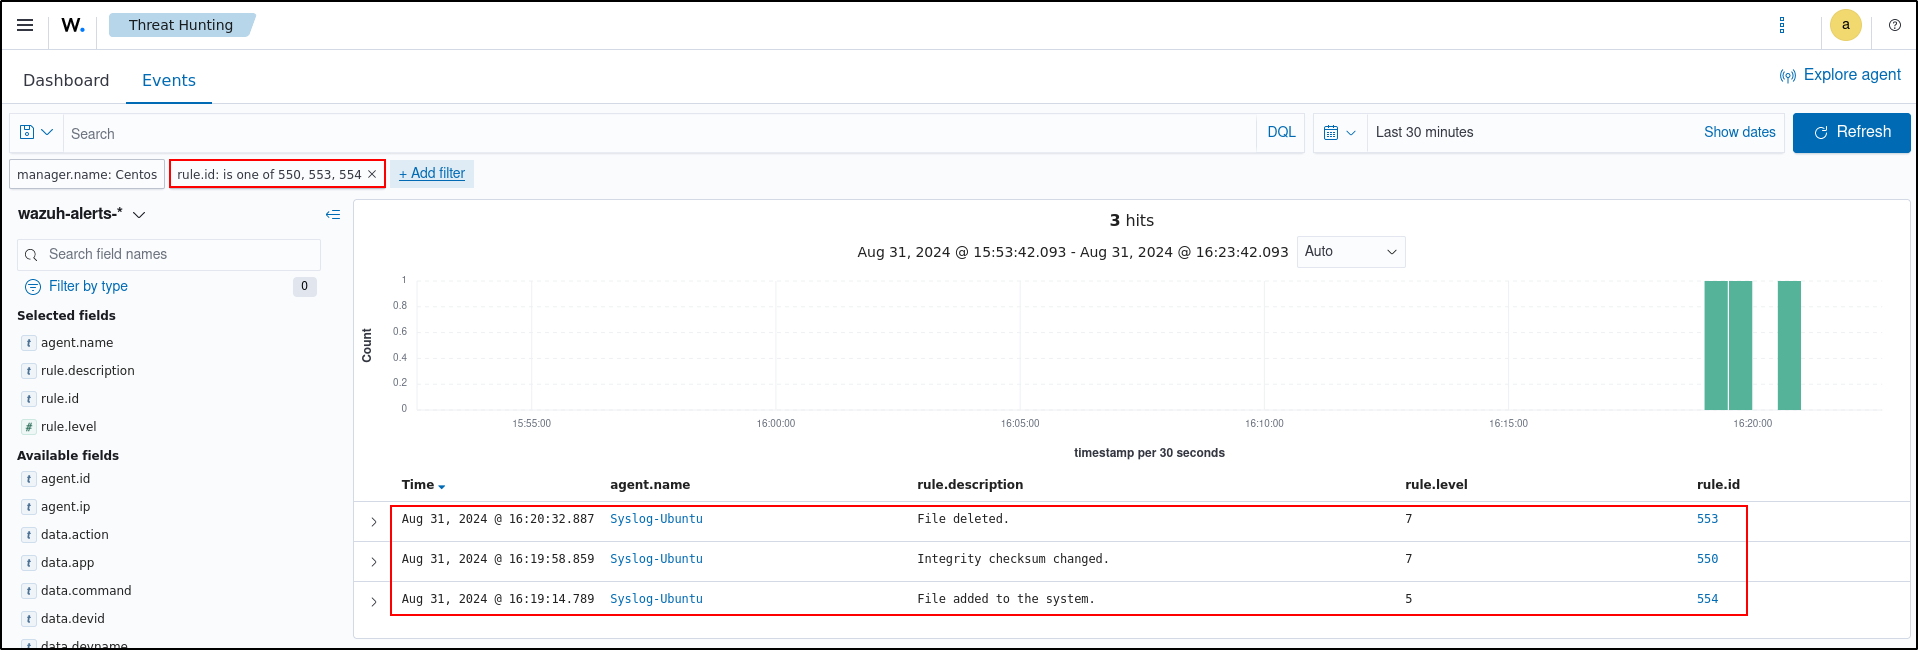 W. Threat Hunting a
Dashboard Events Explore agent
Search DQL Last 30 minutes Show dates Refresh
manager.name: Centos rule.id: is one of 550, 553, 554 × + Add filter
wazuh-alerts-*
Search field names
Filter by type 0
Selected fields
t agent.name
t rule.description
t rule.id
# rule.level
Available fields
t agent.id
t agent.ip
t data.action
t data.app
t data.command
t data.devid
t data.devname
3 hits
Aug 31, 2024 @ 15:53:42.093 - Aug 31, 2024 @ 16:23:42.093 Auto
Count
1
0.8
0.6
0.4
0.2
0
15:55:00 16:00:00 16:05:00 16:10:00 16:15:00 16:20:00
timestamp per 30 seconds
Time agent.name rule.description rule.level rule.id
Aug 31, 2024 @ 16:20:32.887 Syslog-Ubuntu File deleted. 7 553
Aug 31, 2024 @ 16:19:58.859 Syslog-Ubuntu Integrity checksum changed. 7 550
Aug 31, 2024 @ 16:19:14.789 Syslog-Ubuntu File added to the system. 5 554